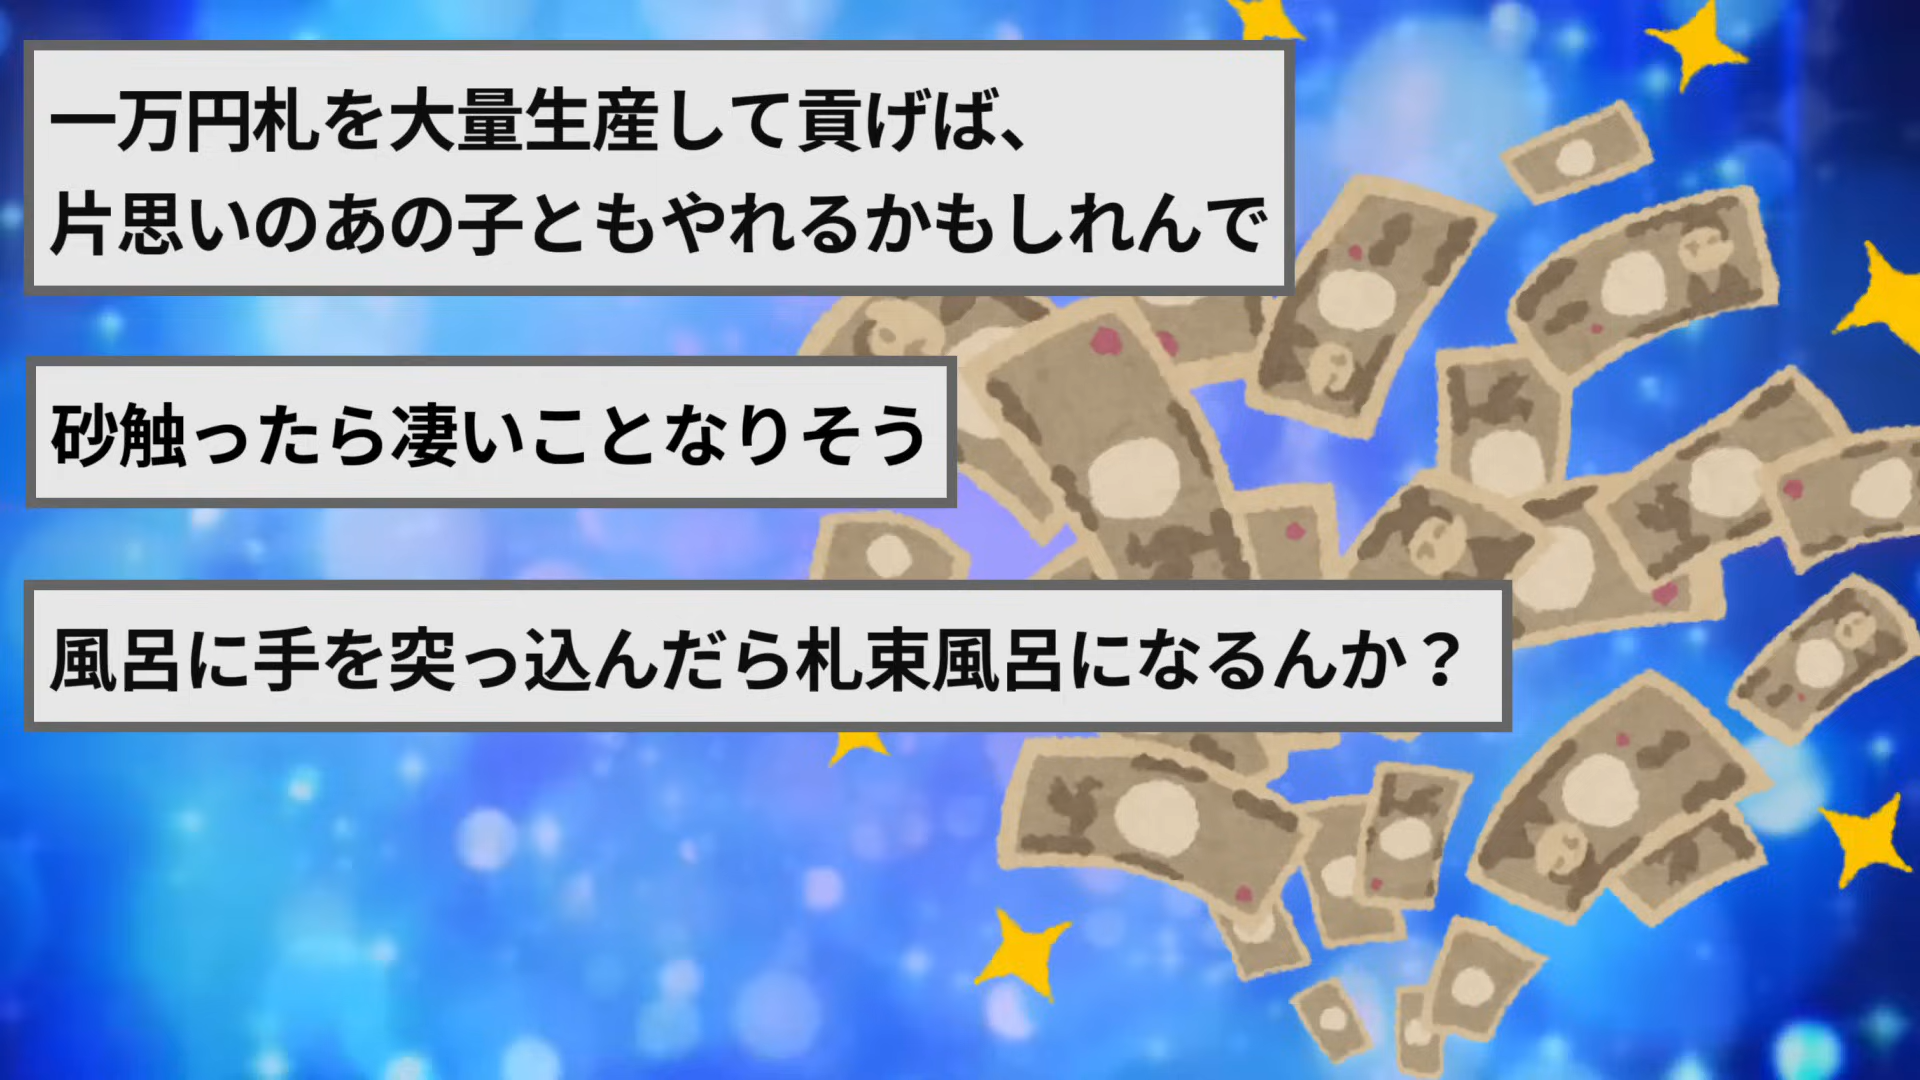 一万円札を大量生産して貢げば、
片思いのあの子ともやれるかもしれんで
砂触ったら凄いことなりそう
風呂に手を突っ込んだら札束風呂になるんか？